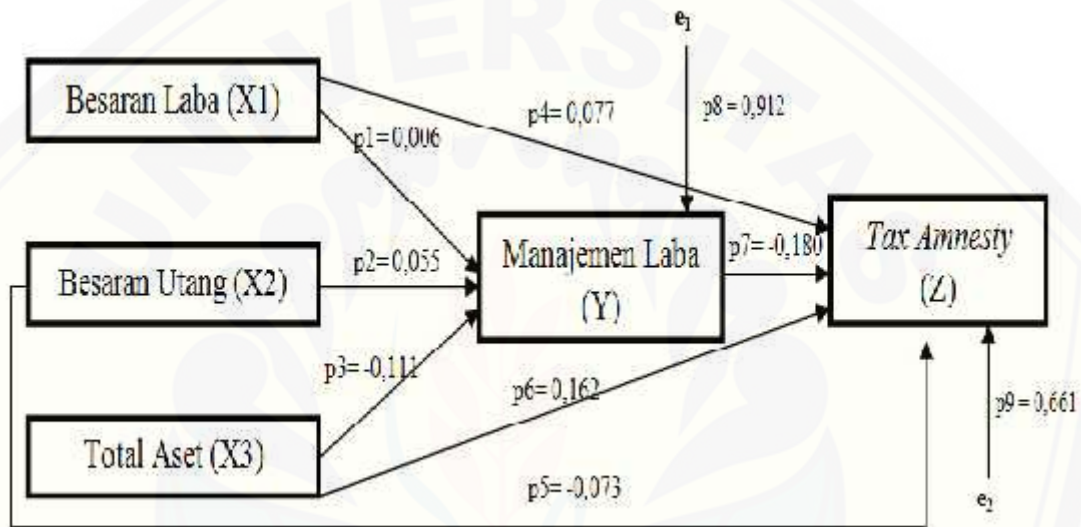 UNIVERSITAS
e1
Besaran Laba (X1)
p4= 0,077
p8 = 0,912
p1= 0,006
Manajemen Laba
(Y)
p7= -0,180
Tax Amnesty
(Z)
Besaran Utang (X2)
p2= 0,055
p3= -0,111
p6= 0,162
p9 = 0,661
Total Aset (X3)
p5= -0,073
e2